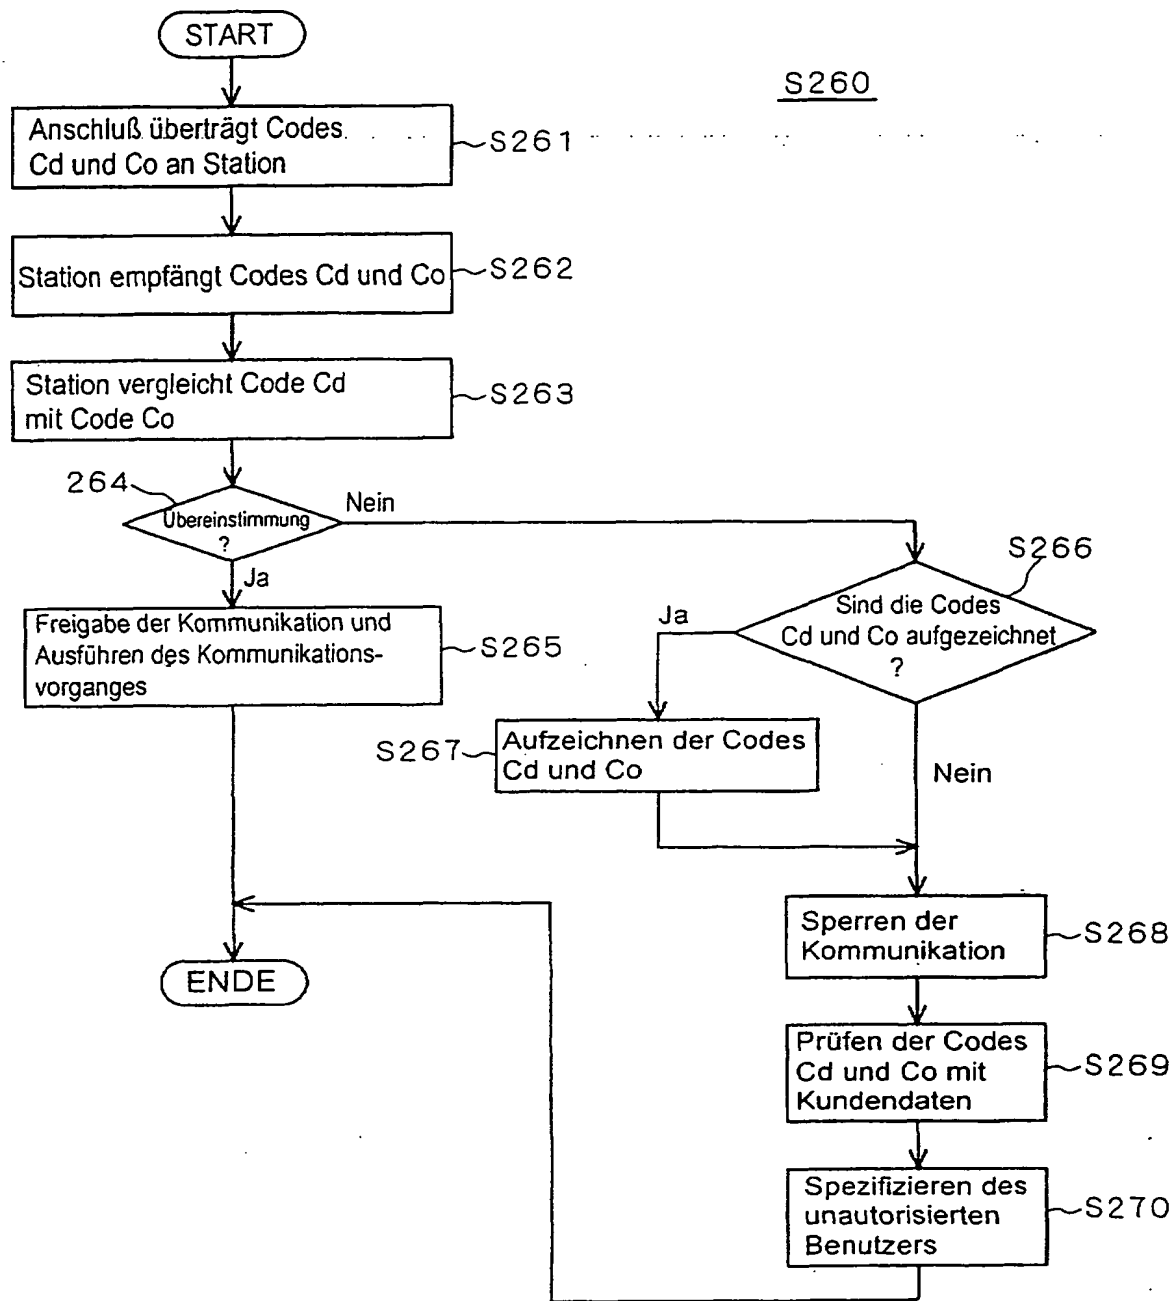 START
S260
Anschluß überträgt Codes
Cd und Co an Station
S261
Station empfängt Codes Cd und Co
S262
Station vergleicht Code Cd
mit Code Co
S263
264
Übereinstimmung
?
Nein
Ja
Freigabe der Kommunikation und
Ausführen des Kommunikations-
vorganges
S265
S266
Sind die Codes
Cd und Co aufgezeichnet
?
Ja
S267
Aufzeichnen der Codes
Cd und Co
Nein
Sperren der
Kommunikation
S268
ENDE
Prüfen der Codes
Cd und Co mit
Kundendaten
S269
Spezifizieren des
unautorisierten
Benutzers
S270